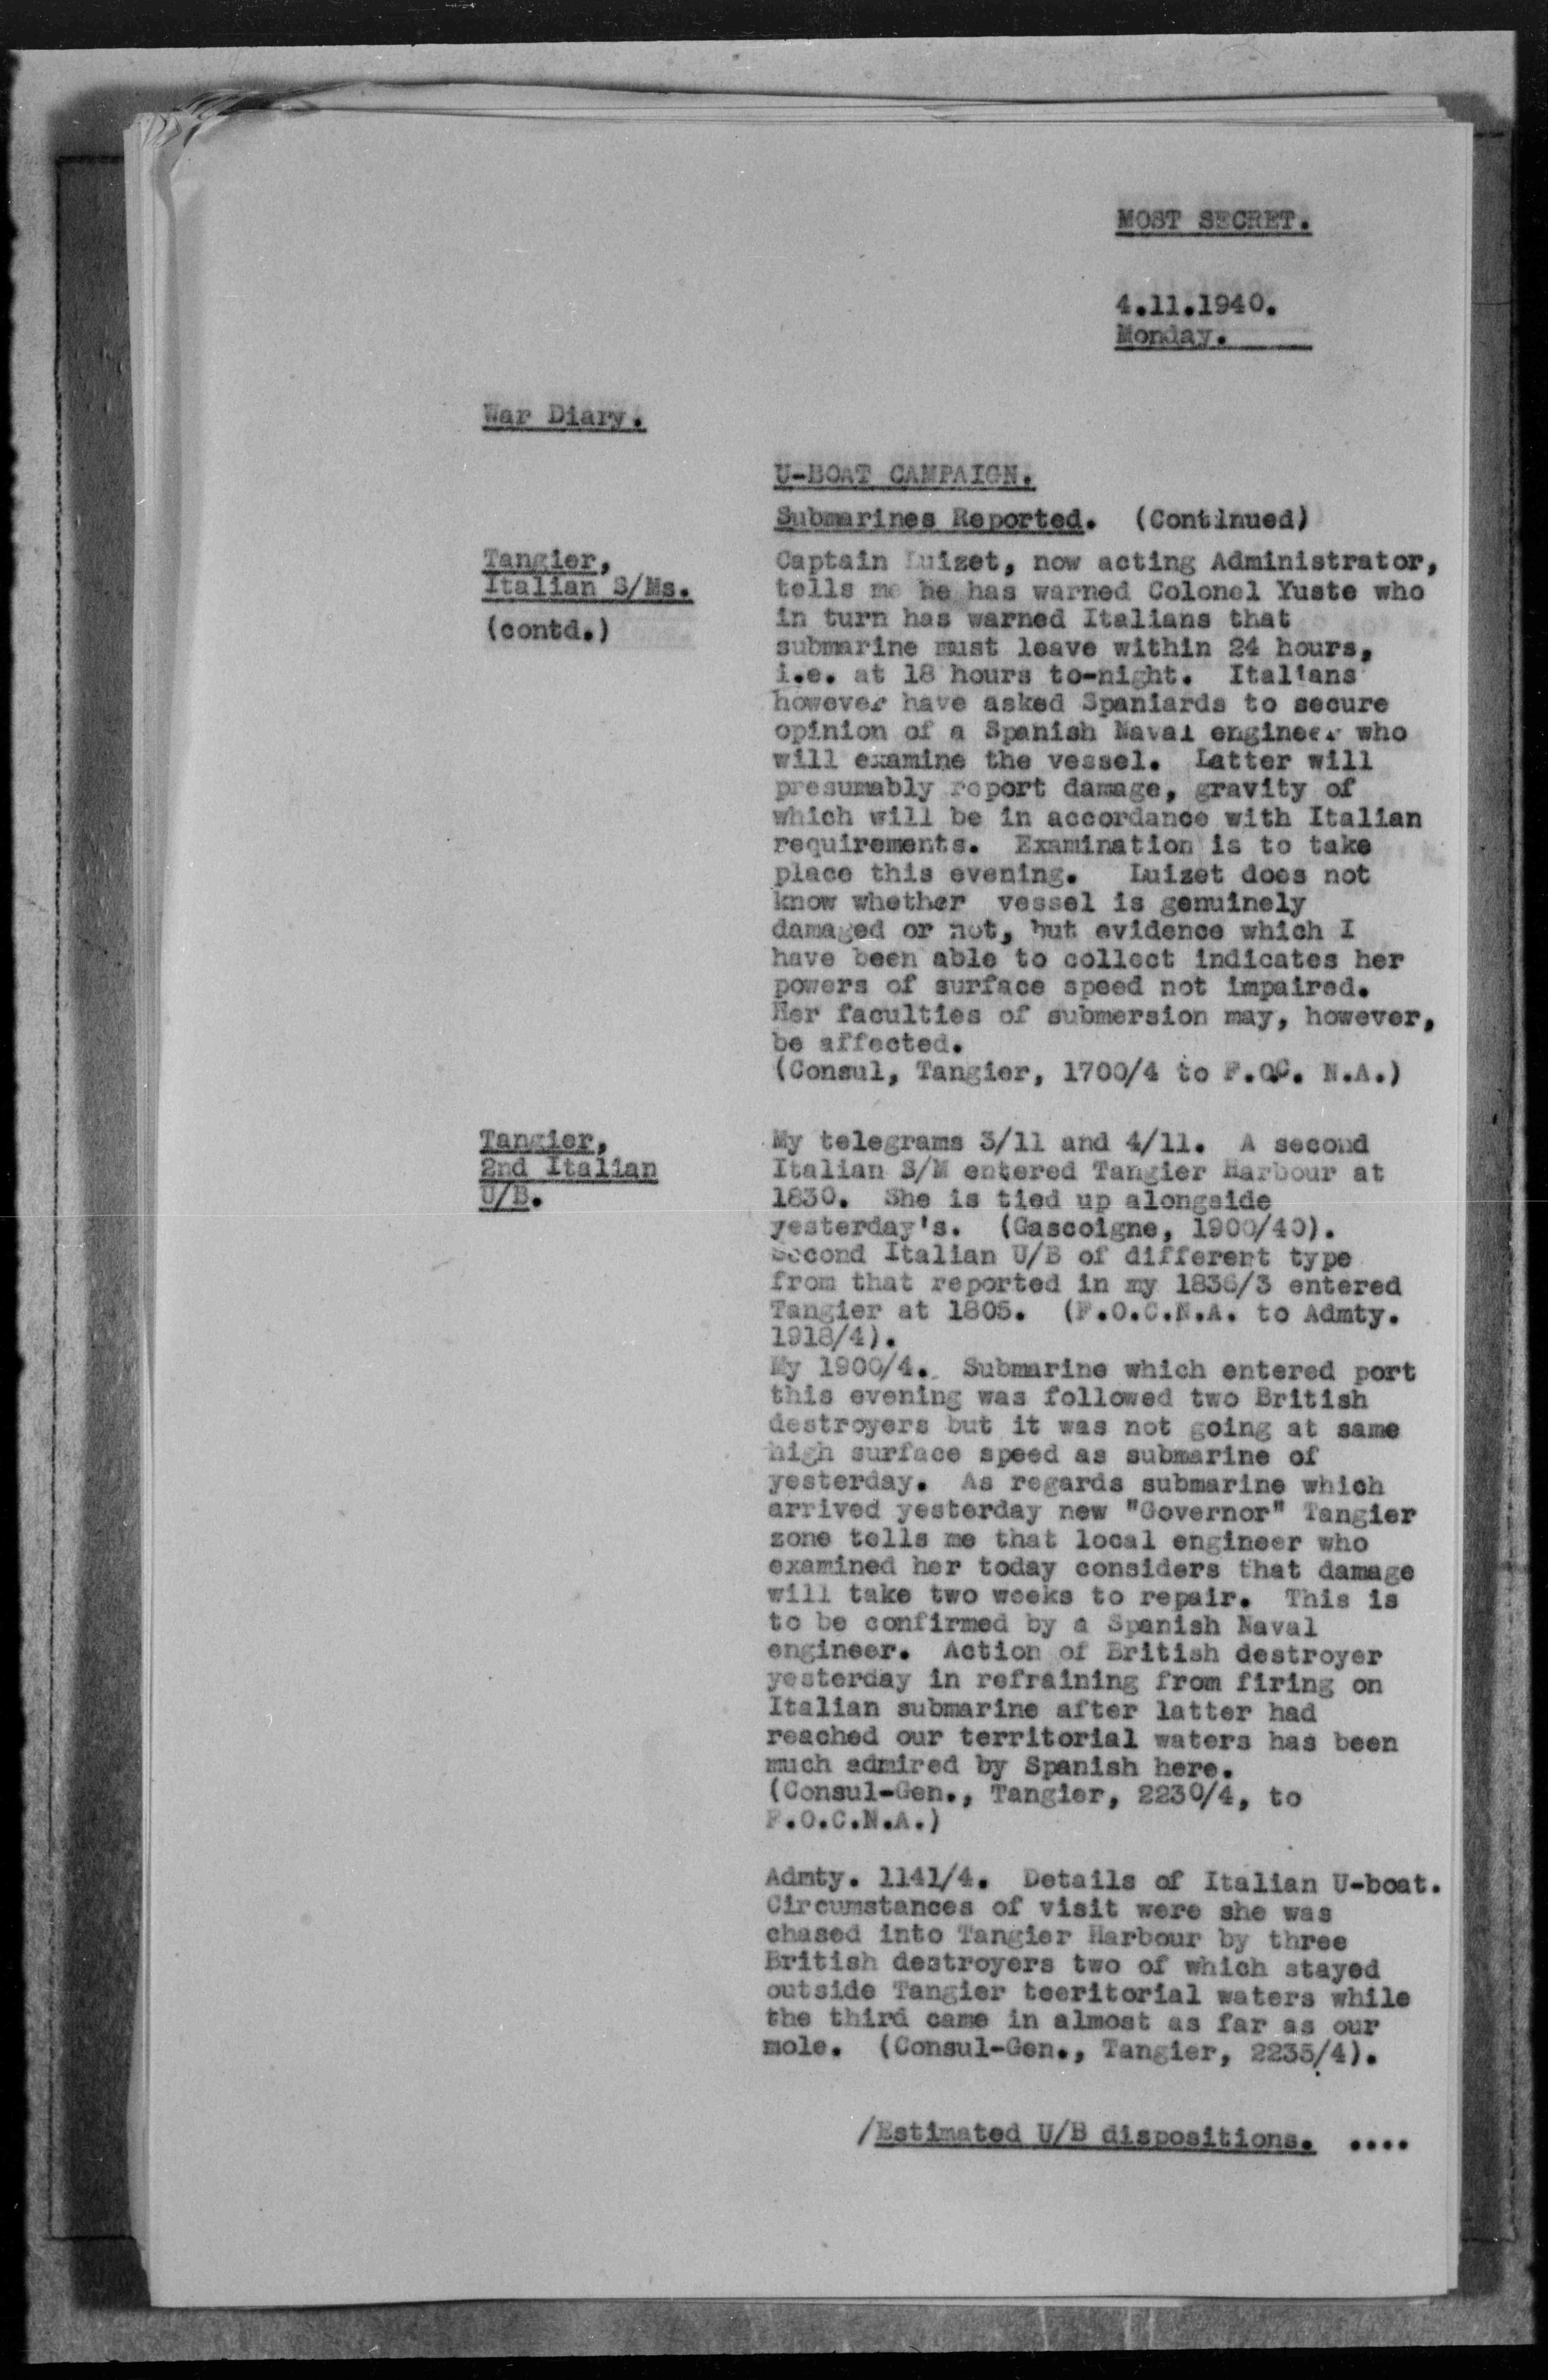 MOST SECRET.
4.11.1940.
Monday.
War Diary.
U-BOAT CAMPAIGN.
Submarines Reported. (Continued)
Tangier,
Italian S/Ms.
(contd.)
Captain Luizet, now acting Administrator,
tells me he has warned Colonel Yuste who
in turn has warned Italians that
submarine must leave within 24 hours,
i.e. at 18 hours to-night. Italians
however have asked Spaniards to secure
opinion of a Spanish Naval engineer who
will examine the vessel. Latter will
presumably report damage, gravity of
which will be in accordance with Italian
requirements. Examination is to take
place this evening. Luizet does not
know whether vessel is genuinely
damaged or not, but evidence which I
have been able to collect indicates her
powers of surface speed not impaired.
Her faculties of submersion may, however,
be affected.
(Consul, Tangier, 1700/4 to F.O.C. N.A.)
Tangier,
2nd Italian
U/B.
My telegrams 3/11 and 4/11. A second
Italian S/M entered Tangier Harbour at
1830. She is tied up alongside
yesterday's. (Gascoigne, 1900/40).
Second Italian U/B of different type
from that reported in my 1836/3 entered
Tangier at 1805. (F.O.C.N.A. to Admty.
1918/4).
My 1900/4. Submarine which entered port
this evening was followed two British
destroyers but it was not going at same
high surface speed as submarine of
yesterday. As regards submarine which
arrived yesterday new "Governor" Tangier
zone tells me that local engineer who
examined her today considers that damage
will take two weeks to repair. This is
to be confirmed by a Spanish Naval
engineer. Action of British destroyer
yesterday in refraining from firing on
Italian submarine after latter had
reached our territorial waters has been
much admired by Spanish here.
(Consul-Gen., Tangier, 2230/4, to
F.O.C.N.A.)
Admty. 1141/4. Details of Italian U-boat.
Circumstances of visit were she was
chased into Tangier Harbour by three
British destroyers two of which stayed
outside Tangier teeritorial waters while
the third came in almost as far as our
mole. (Consul-Gen., Tangier, 2235/4).
/Estimated U/B dispositions. ....